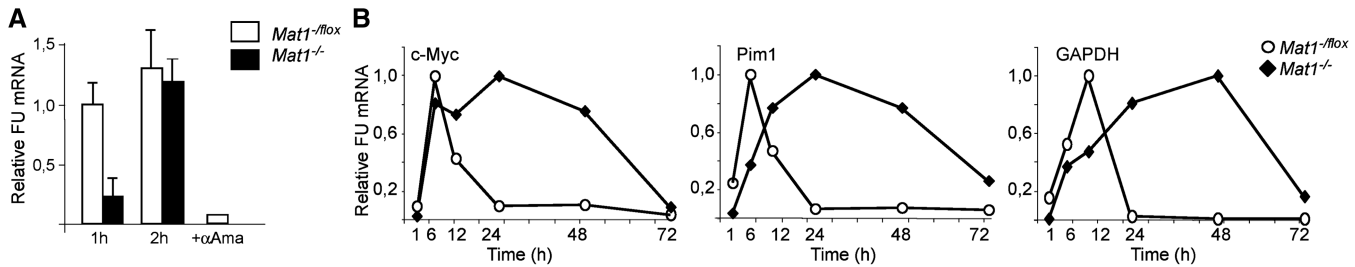 A
Relative FU mRNA
1,5
1,0
0,5
1h
2h
+αAma
Mat1-/flox
Mat1-/-
B
Relative FU mRNA
c-Myc
1,0
0,6
0,2
1 6 12 24 48 72
Time (h)
Pim1
1,0
0,6
0,2
1 6 12 24 48 72
Time (h)
GAPDH
1,0
0,6
0,2
1 6 12 24 48 72
Time (h)
Mat1-/flox
Mat1-/-